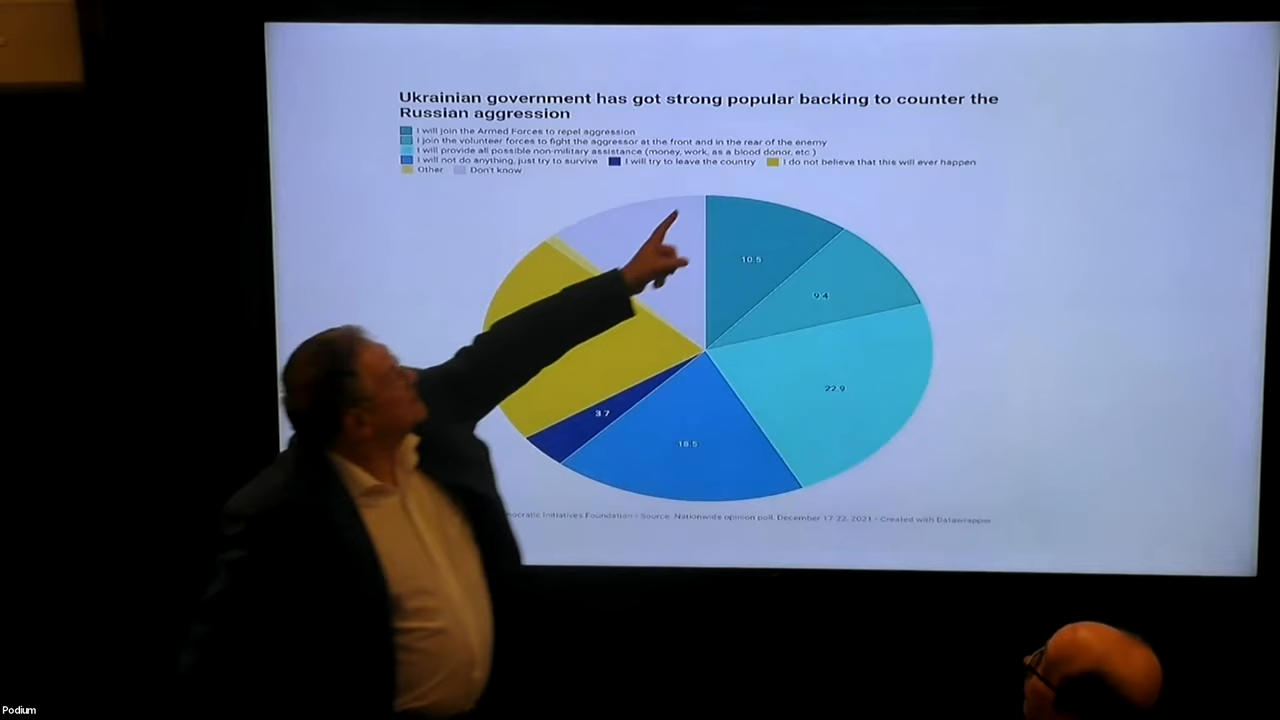 Ukrainian government has got strong popular backing to counter the
Russian aggression
I will join the Armed Forces to repel aggression
I join the volunteer forces to fight the aggressor at the front and in the rear of the enemy
I will provide all possible non-military assistance (money, work, as a blood donor, etc.)
I will not do anything, just try to survive I will try to leave the country I do not believe that this will ever happen
Other Don't know
10.5
9.4
22.9
3.7
18.5
Initiatives Foundation • Source: Nationwide opinion poll, December 17-22, 2021 • Created with Datawrapper
Podium